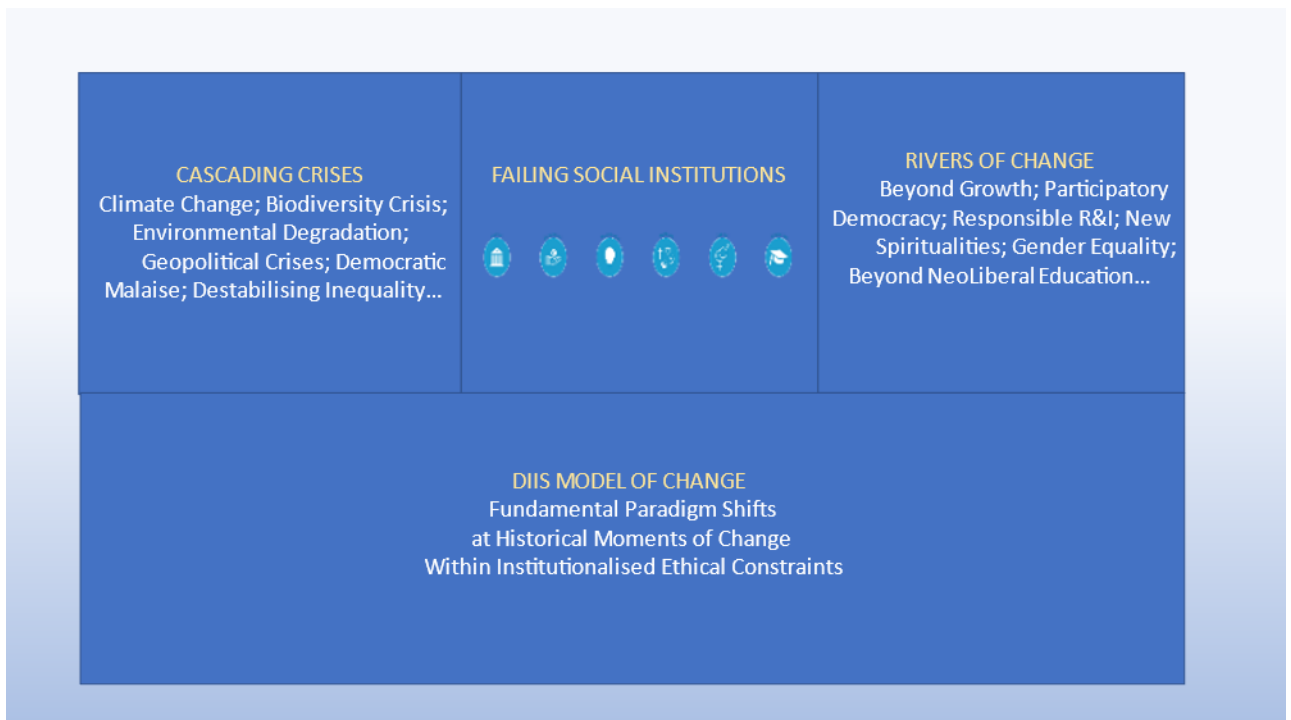 CASCADING CRISES
Climate Change; Biodiversity Crisis;
Environmental Degradation;
Geopolitical Crises; Democratic
Malaise; Destabilising Inequality...
FAILING SOCIAL INSTITUTIONS
RIVERS OF CHANGE
Beyond Growth; Participatory
Democracy; Responsible R&I; New
Spiritualities; Gender Equality;
Beyond NeoLiberal Education...
DIIS MODEL OF CHANGE
Fundamental Paradigm Shifts
at Historical Moments of Change
Within Institutionalised Ethical Constraints